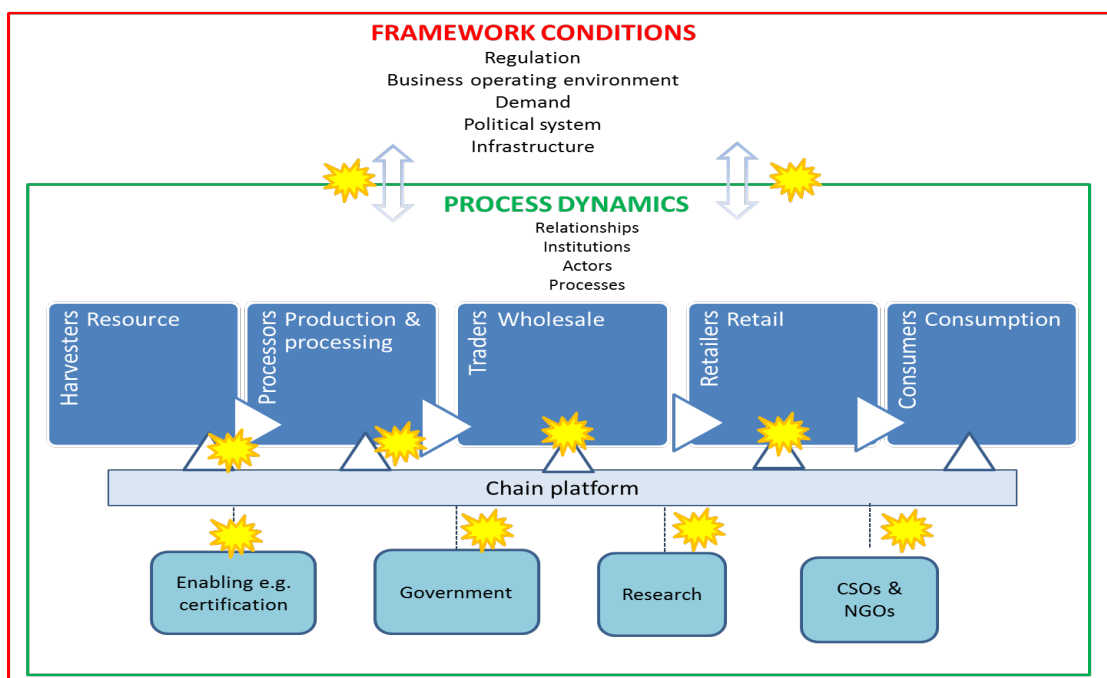 FRAMEWORK CONDITIONS
Regulation
Business operating environment
Demand
Political system
Infrastructure
PROCESS DYNAMICS
Relationships
Institutions
Actors
Processes
Harvesters
Resource
Processors
Production &
processing
Traders
Wholesale
Retailers
Retail
Consumers
Consumption
Chain platform
Enabling e.g.
certification
Government
Research
CSOs &
NGOs